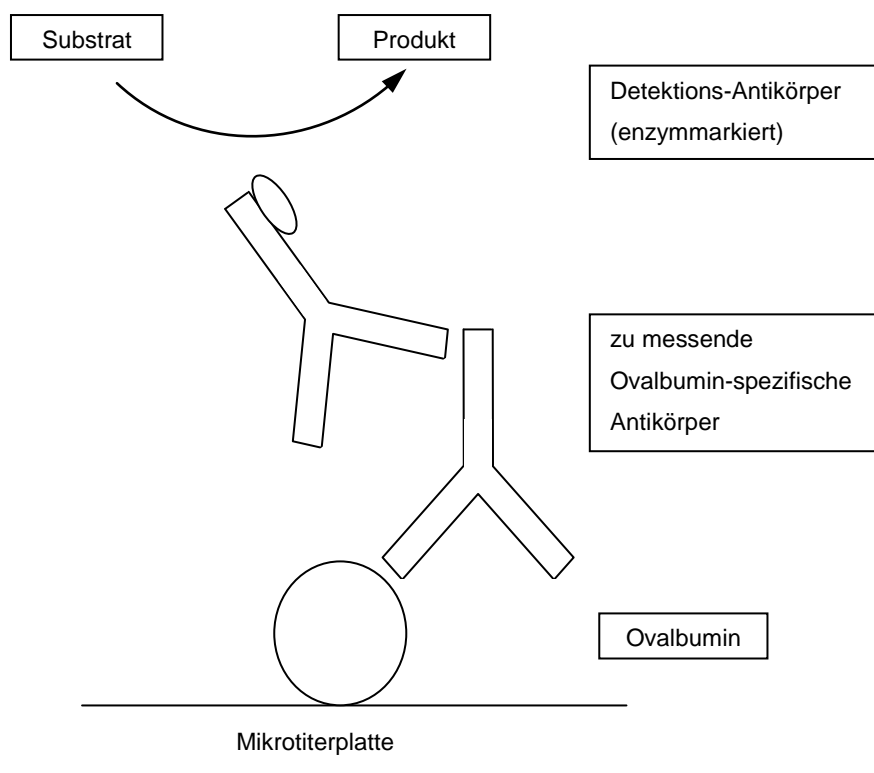 Substrat
Produkt
Detektions-Antikörper
(enzymmarkiert)
zu messende
Ovalbumin-spezifische
Antikörper
Ovalbumin
Mikrotiterplatte